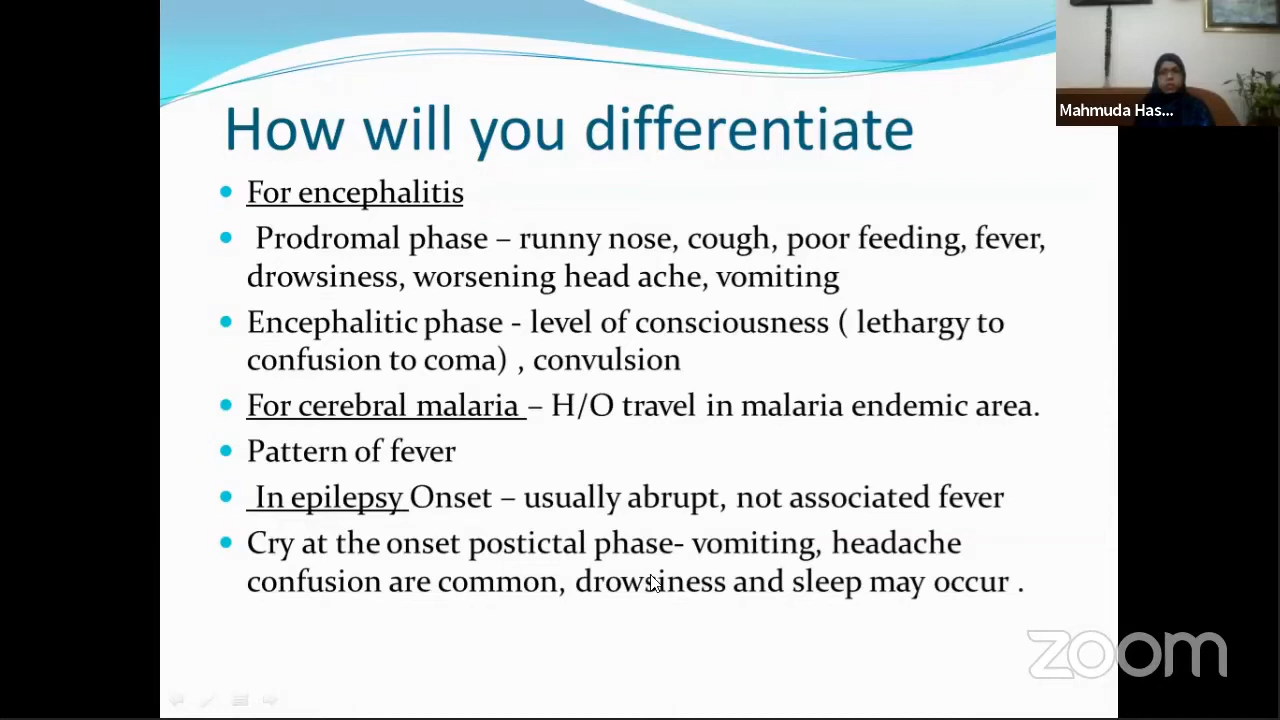 Mahmuda Has...
How will you differentiate
• For encephalitis
• Prodromal phase – runny nose, cough, poor feeding, fever,
drowsiness, worsening head ache, vomiting
• Encephalitic phase - level of consciousness ( lethargy to
confusion to coma) , convulsion
• For cerebral malaria – H/O travel in malaria endemic area.
• Pattern of fever
• In epilepsy Onset – usually abrupt, not associated fever
• Cry at the onset postictal phase- vomiting, headache
confusion are common, drowsiness and sleep may occur .
zoom